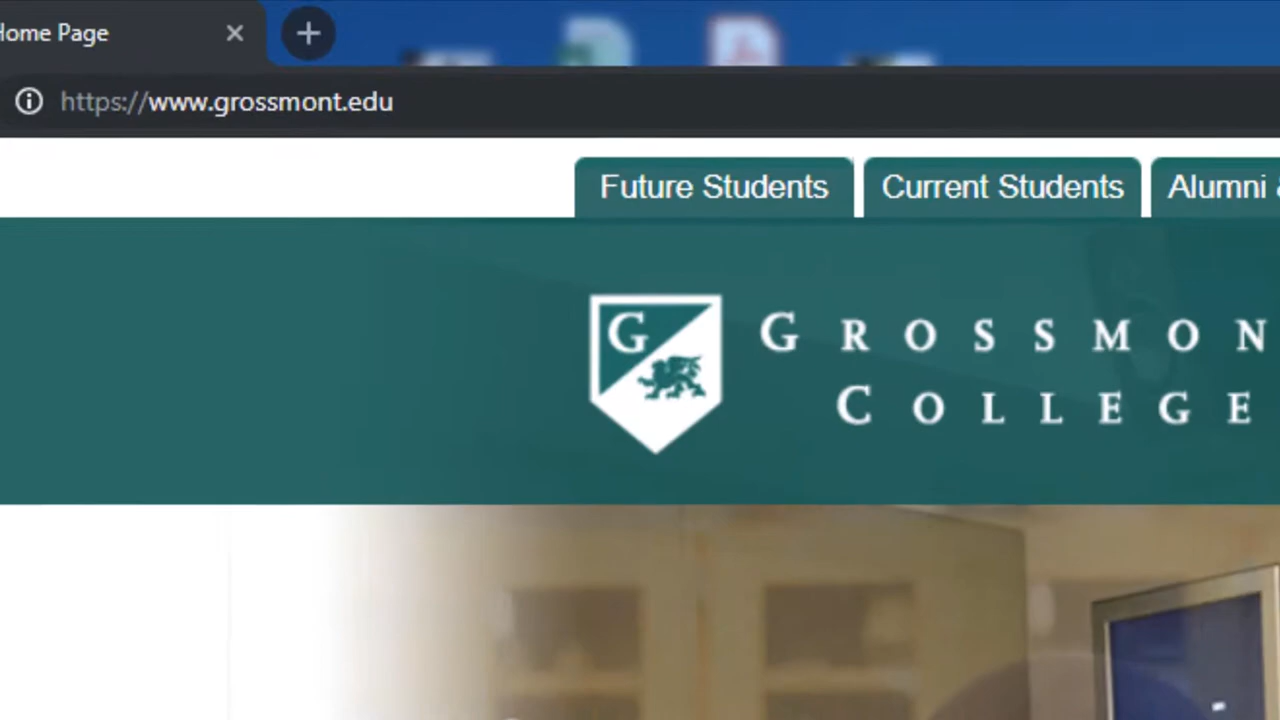 Home Page
https://www.grossmont.edu
Future Students
Current Students
Alumni &
G
GROSSMON
COLLEGE